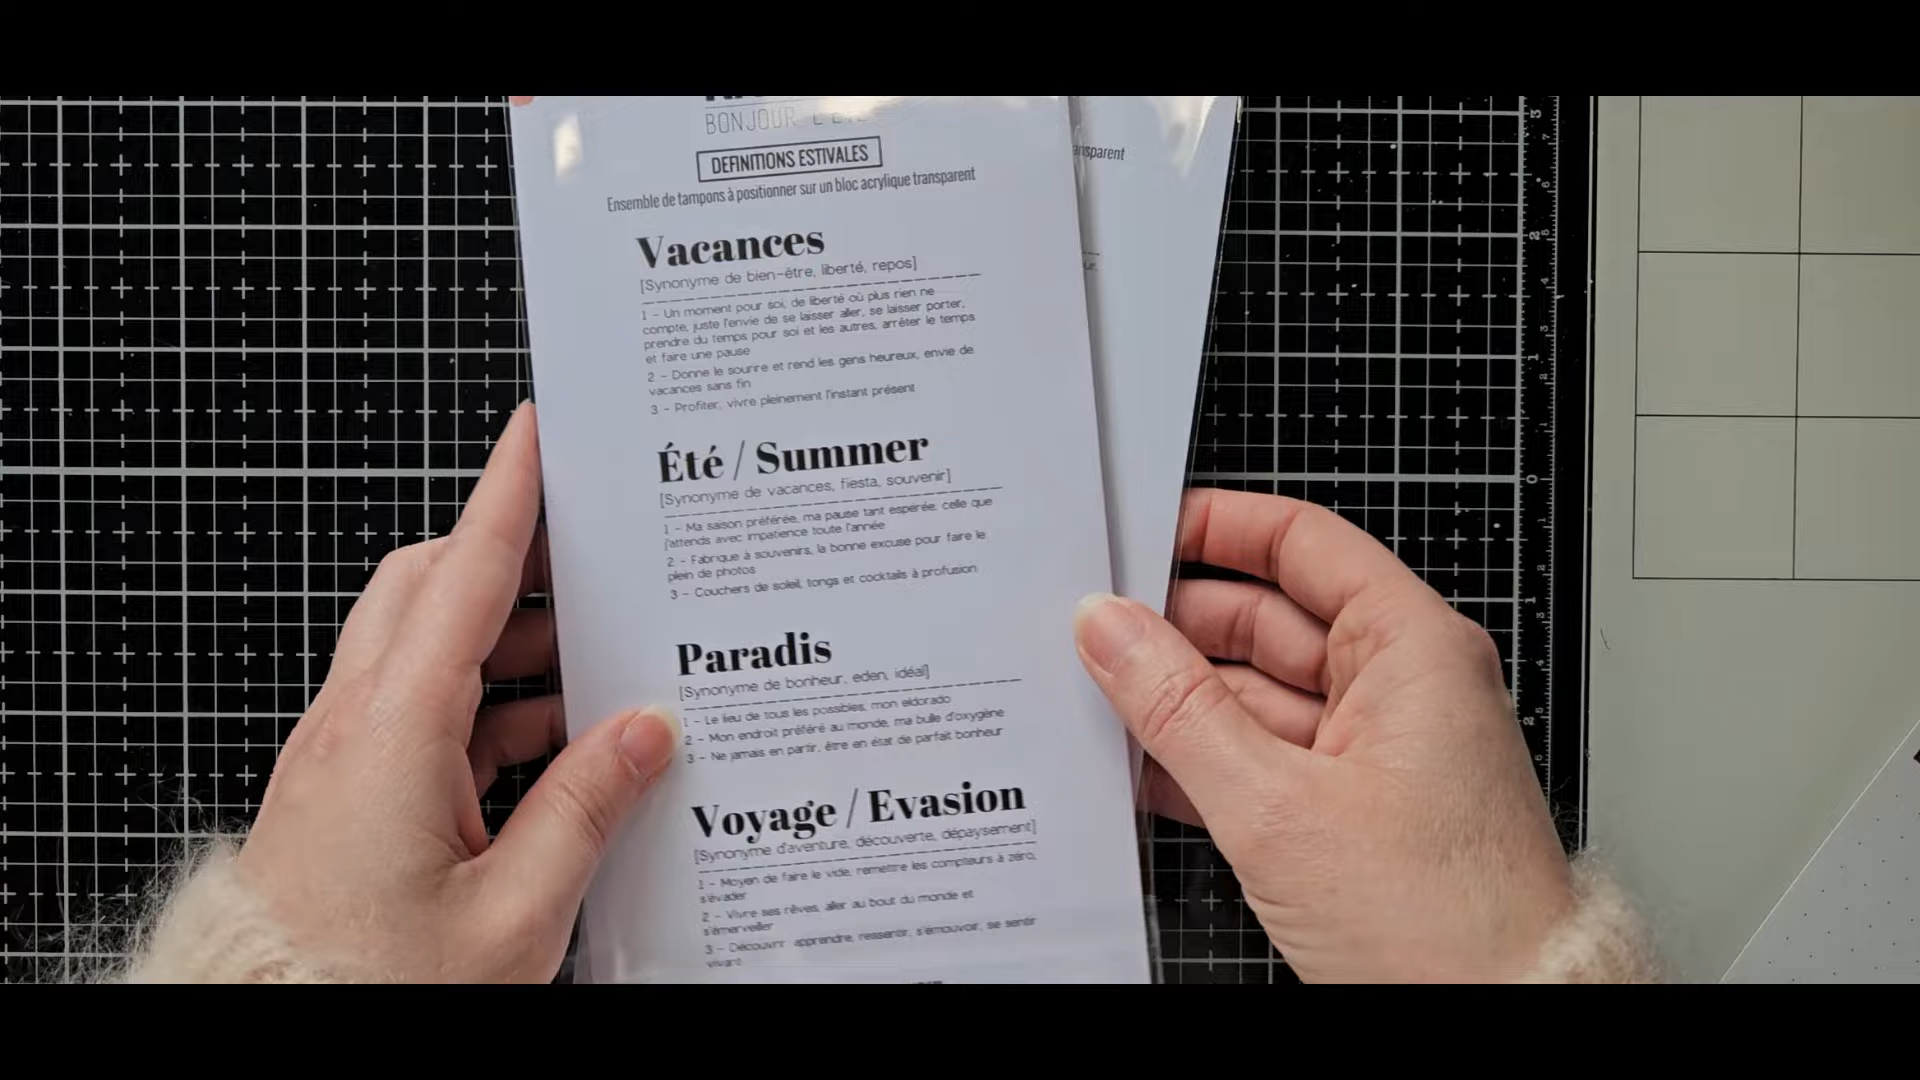 BONJOUR L'ÉTÉ
DEFINITIONS ESTIVALES
Ensemble de tampons à positionner sur un bloc acrylique transparent
ansparent
Vacances
[Synonyme de bien-être, liberté, repos]
1 - Un moment pour soi, de liberté où plus rien ne
compte, juste l'envie de se laisser aller, se laisser porter,
prendre du temps pour soi et les autres, arrêter le temps
et faire une pause
2 - Donne le sourire et rend les gens heureux, envie de
vacances sans fin
3 - Profiter, vivre pleinement l'instant présent
Été / Summer
[Synonyme de vacances, fiesta, souvenir]
1 - Ma saison préférée, ma pause tant espérée, celle que
j'attends avec impatience toute l'année
2 - Fabrique à souvenirs, la bonne excuse pour faire le
plein de photos
3 - Couchers de soleil, tongs et cocktails à profusion
Paradis
[Synonyme de bonheur, eden, idéal]
1 - Le lieu de tous les possibles, mon eldorado
2 - Mon endroit préféré au monde, ma bulle d'oxygène
3 - Ne jamais en partir, être en état de parfait bonheur
Voyage / Evasion
[Synonyme d'aventure, découverte, dépaysement]
1 - Moyen de faire le vide, remettre les compteurs à zéro,
s'évader
2 - Vivre ses rêves, aller au bout du monde et
s'émerveiller
3 - Découvrir, apprendre, ressentir, s'émouvoir, se sentir
vivant